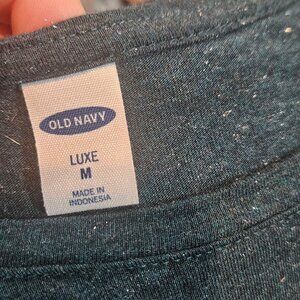 OLD NAVY
LUXE
M
MADE IN
INDONESIA